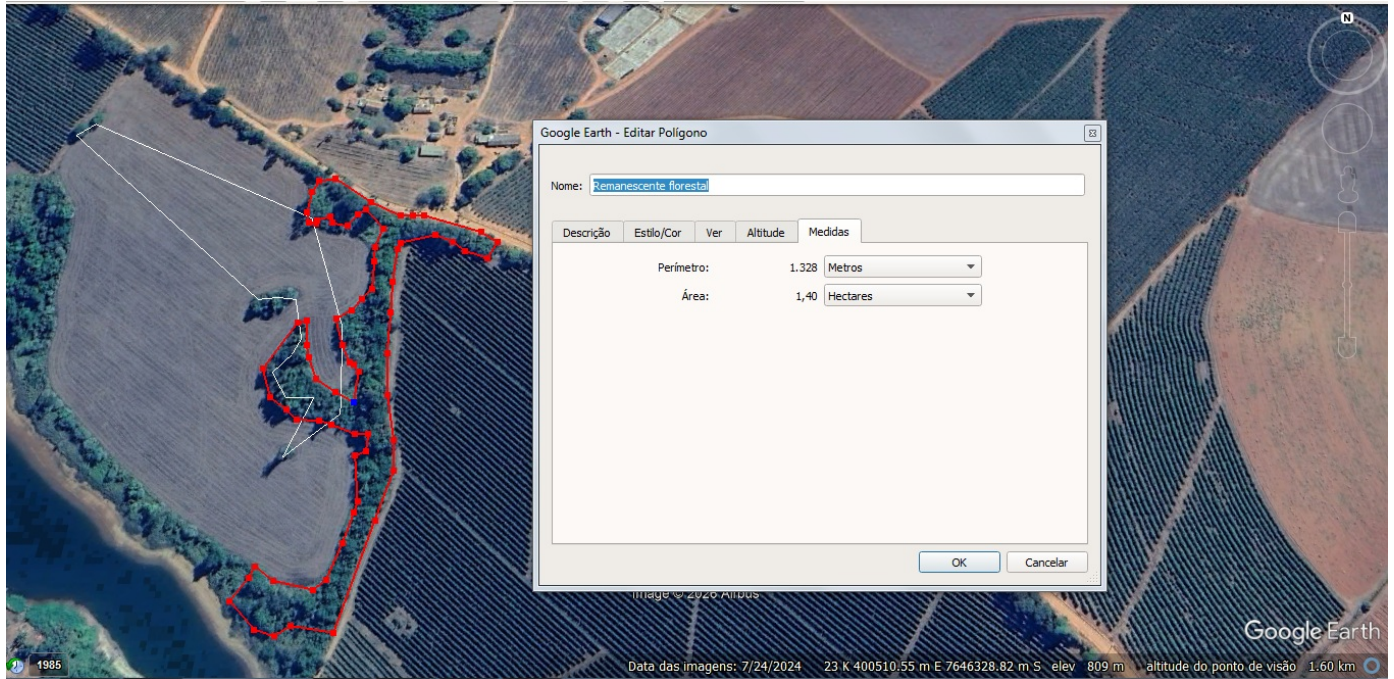 N
Google Earth - Editar Polígono
Nome: Remanescente florestal
Descrição Estilo/Cor Ver Altitude Medidas
Perímetro: 1.328 Metros
Área: 1,40 Hectares
OK Cancelar
Image © 2026 Airbus
Google Earth
1985 Data das imagens: 7/24/2024 23 K 400510.55 m E 7646328.82 m S elev 809 m altitude do ponto de visão 1.60 km